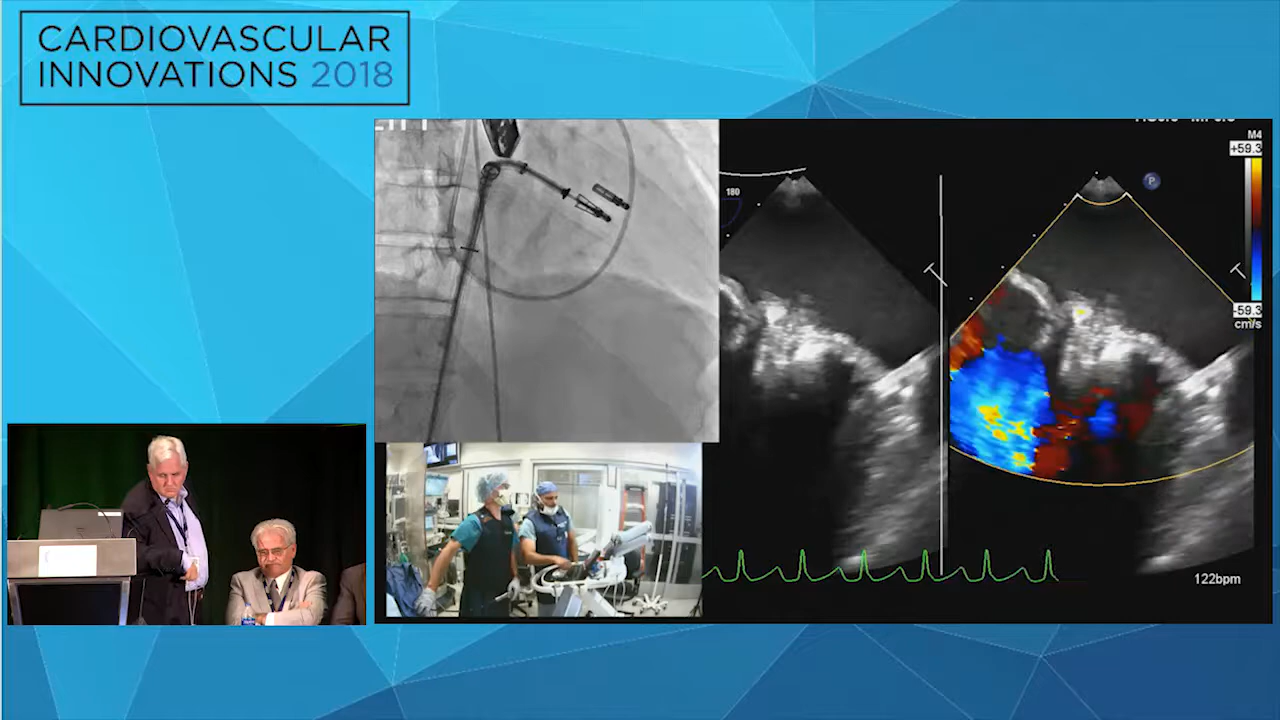 CARDIOVASCULAR
INNOVATIONS 2018
M4
+59.3
P
180
-59.3
cm/s
122bpm